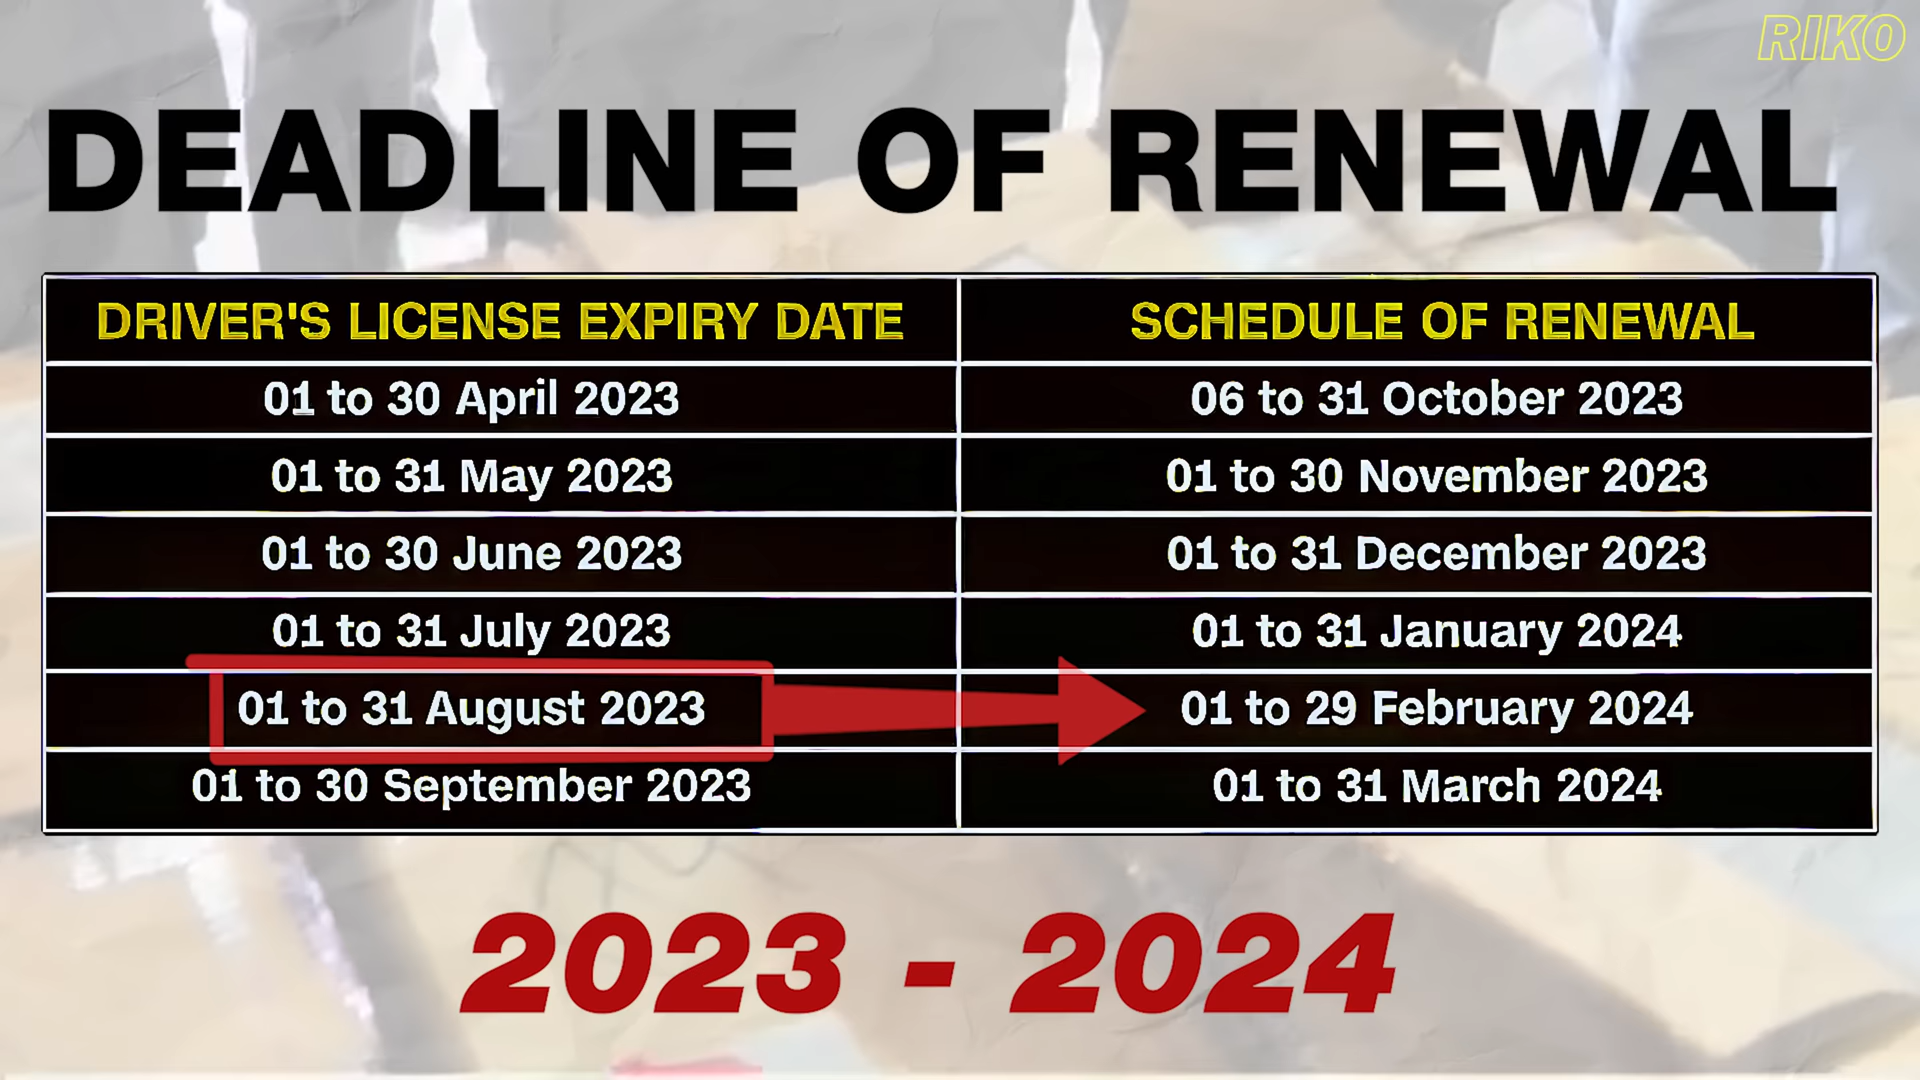 RIKO
DEADLINE OF RENEWAL
DRIVER'S LICENSE EXPIRY DATE SCHEDULE OF RENEWAL
01 to 30 April 2023 06 to 31 October 2023
01 to 31 May 2023 01 to 30 November 2023
01 to 30 June 2023 01 to 31 December 2023
01 to 31 July 2023 01 to 31 January 2024
01 to 31 August 2023 01 to 29 February 2024
01 to 30 September 2023 01 to 31 March 2024
2023 - 2024